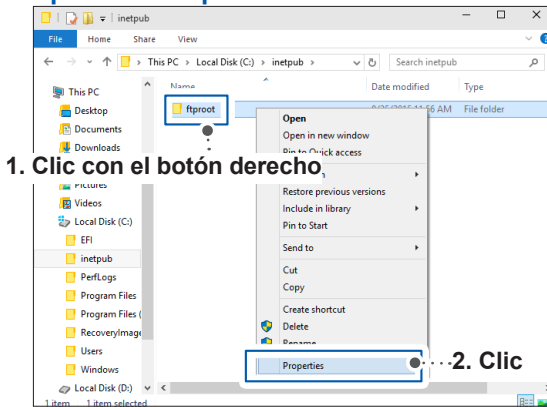 inetpub
File Home Share View
This PC > Local Disk (C:) > inetpub > Search inetpub
Name Date modified Type
This PC
Desktop
Documents
Downloads
Pictures
Videos
Local Disk (C:)
EFI
inetpub
PerfLogs
Program Files
Program Files (
RecoveryImage
Users
Windows
Local Disk (D:)
ftproot AM File folder
1. Clic con el botón derecho
Open
Open in new window
Pin to Quick access
Restore previous versions
Include in library
Pin to Start
Send to
Cut
Copy
Create shortcut
Delete
Rename
Properties
2. Clic
1 item 1 item selected